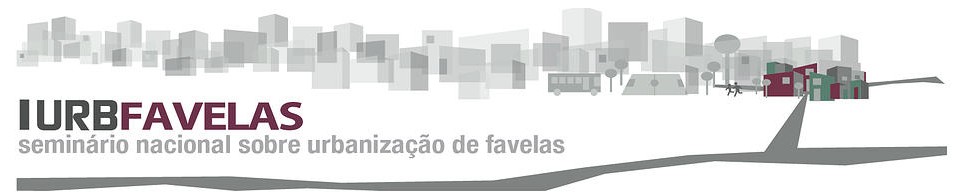 I URBFAVELAS
seminário nacional sobre urbanização de favelas